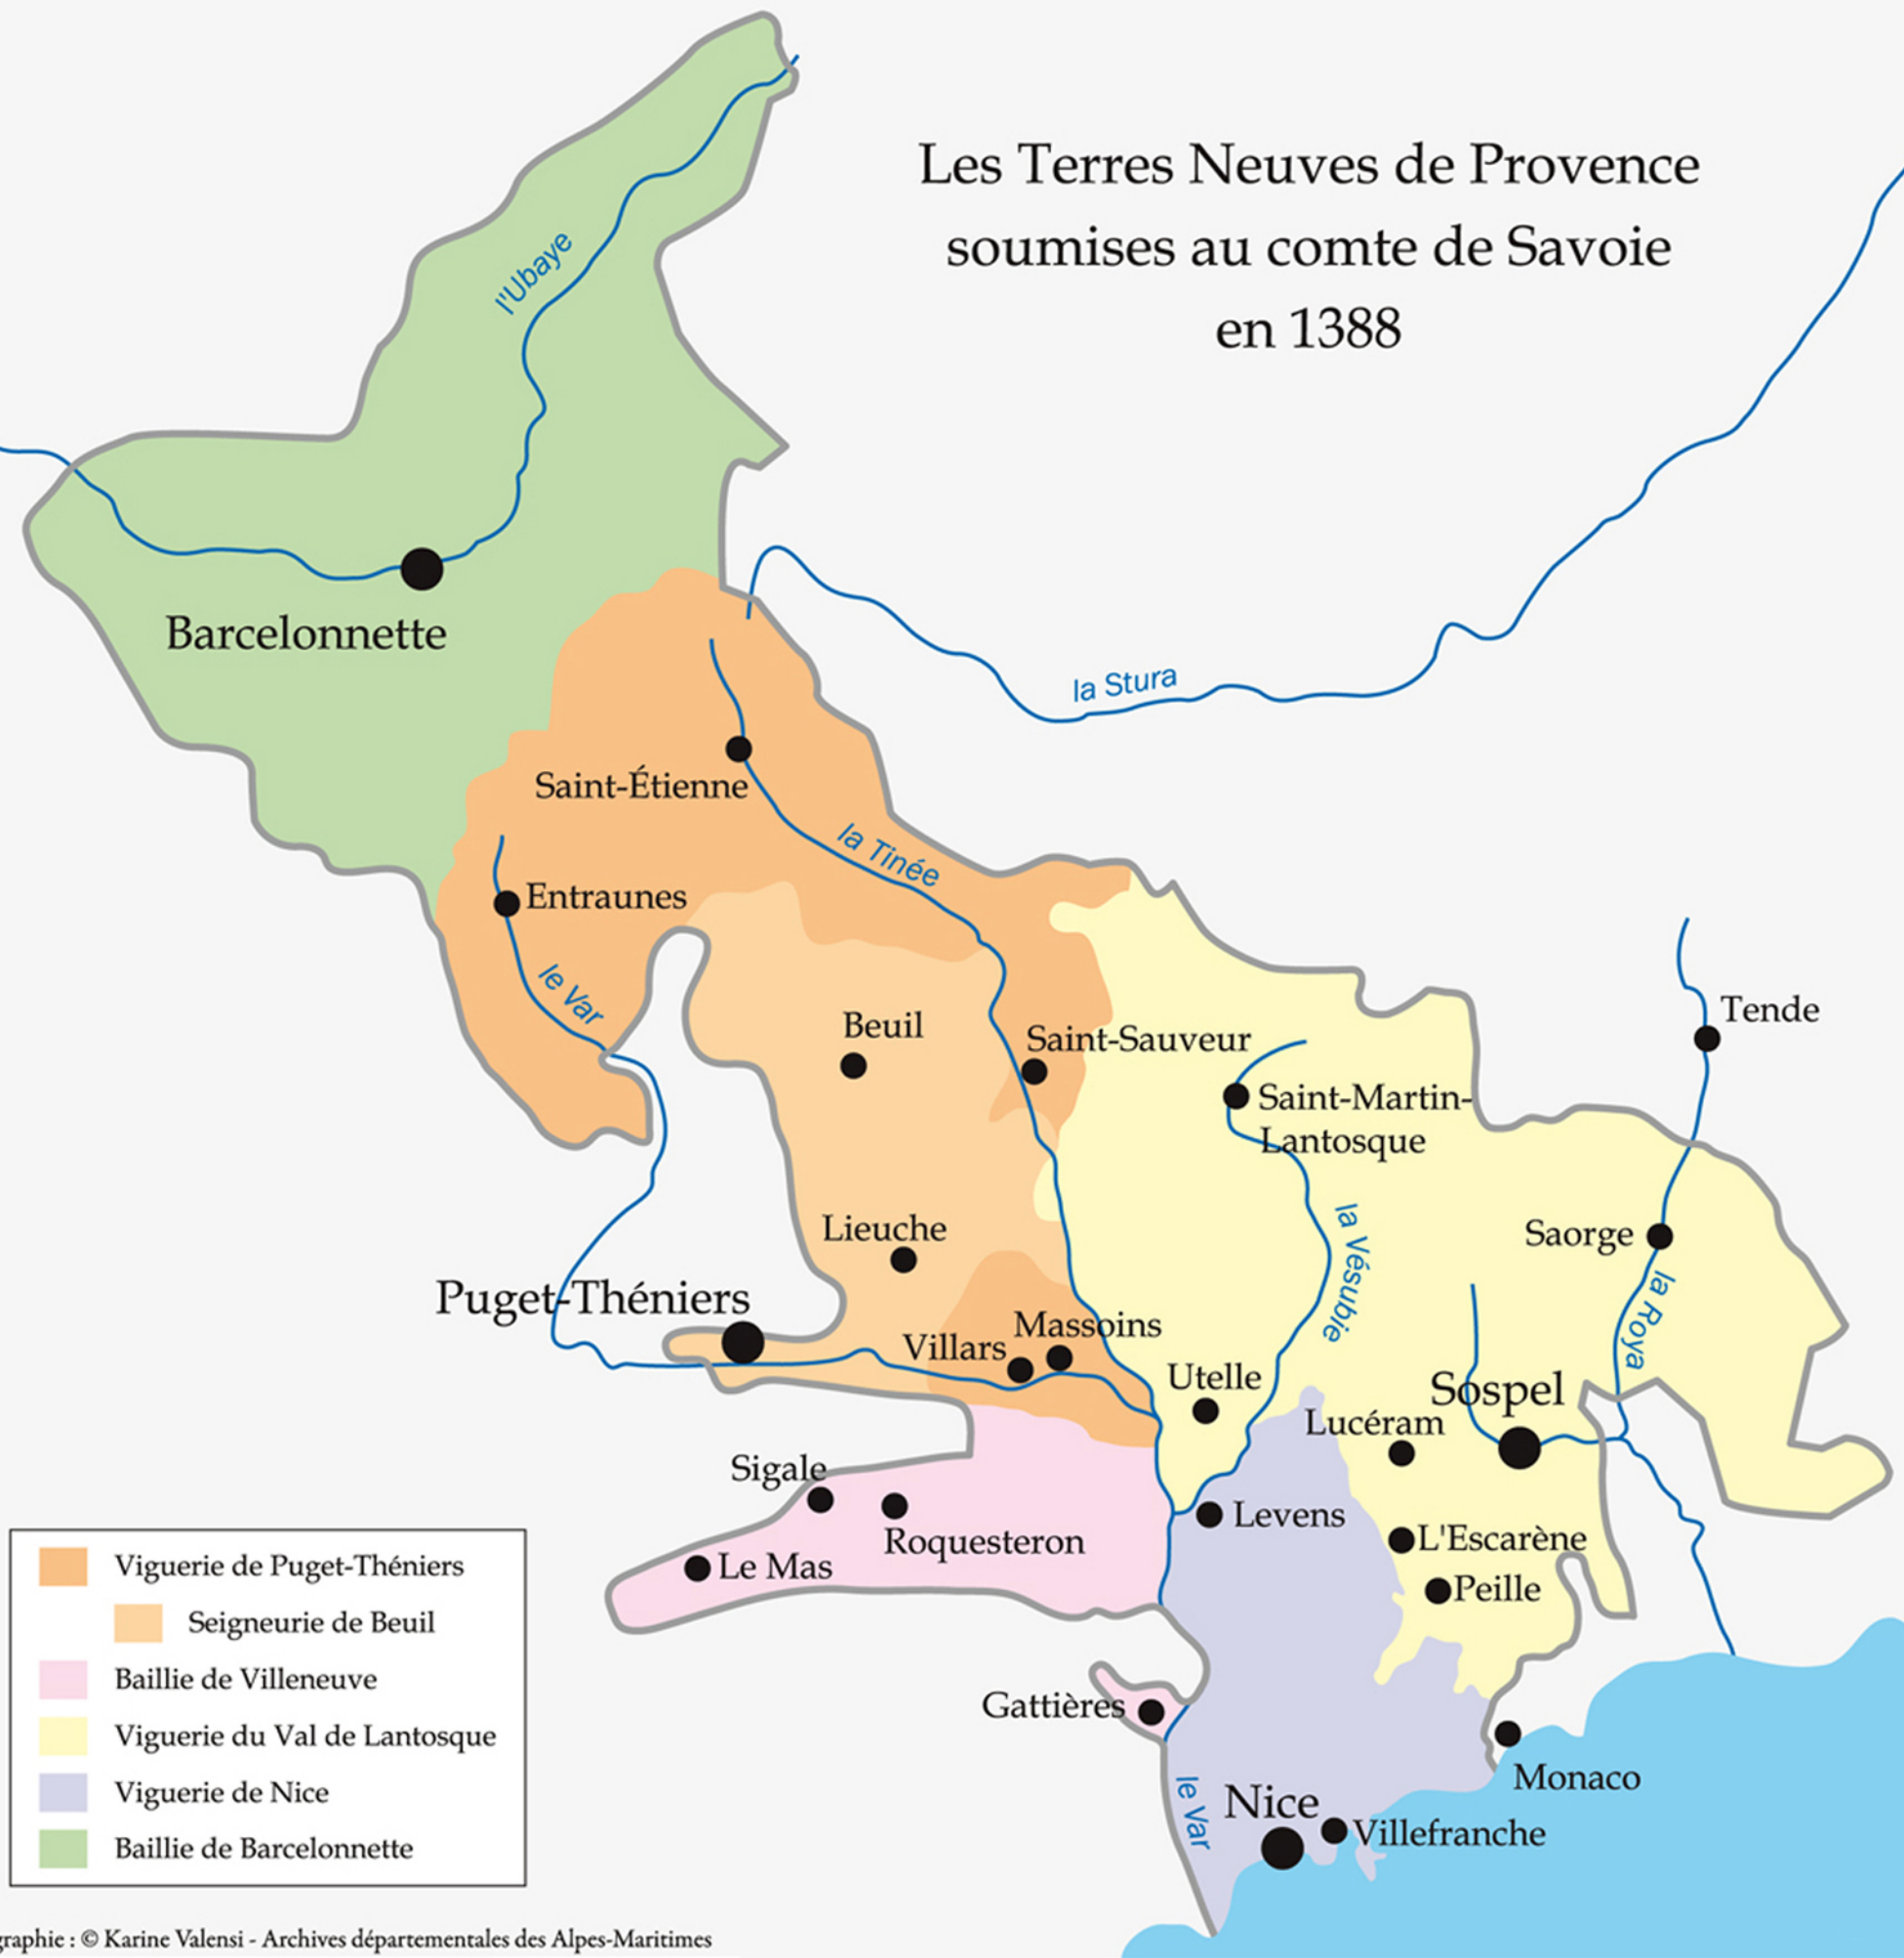 Les Terres Neuves de Provence
soumises au comte de Savoie
en 1388
l'Ubaye
Barcelonnette
la Stura
Saint-Étienne
la Tinée
Entraunes
le Var
Beuil
Saint-Sauveur
Tende
Saint-Martin-
Lantosque
la Vésubie
Lieuche
Saorge
la Roya
Puget-Théniers
Massoins
Villars
Utelle
Sospel
Lucéram
Sigale
Levens
Roquesteron
L'Escarène
Le Mas
Peille
Gattières
Monaco
le Var
Nice
Villefranche
Viguerie de Puget-Théniers
Seigneurie de Beuil
Baillie de Villeneuve
Viguerie du Val de Lantosque
Viguerie de Nice
Baillie de Barcelonnette
graphie : © Karine Valensi - Archives départementales des Alpes-Maritimes